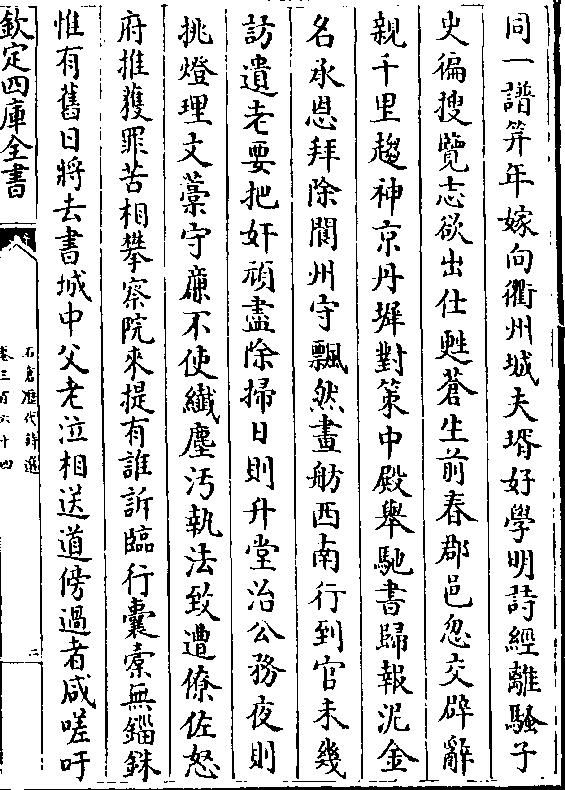 同一譜笄年嫁向衢州城夫壻好學明詩經離騷子
史徧搜覽志欲出仕甦蒼生前春郡邑忽交辟辭
親千里趨神京丹墀對策中殿舉馳書歸報泥金
名承恩拜除閬州守飄然畫舫西南行到官未幾
訪遺老要把奸頑盡除掃日則升堂治公務夜則
挑燈理文藁守亷不使纖塵汚執法致遭僚佐怒
府推獲罪苦相攀察院來提有誰訴臨行囊橐無錙銖
惟有舊日將去書城中父老泣相送道傍過者咸嗟吁
欽定四庫全書
石倉歷代詩選
卷三百六十四
二